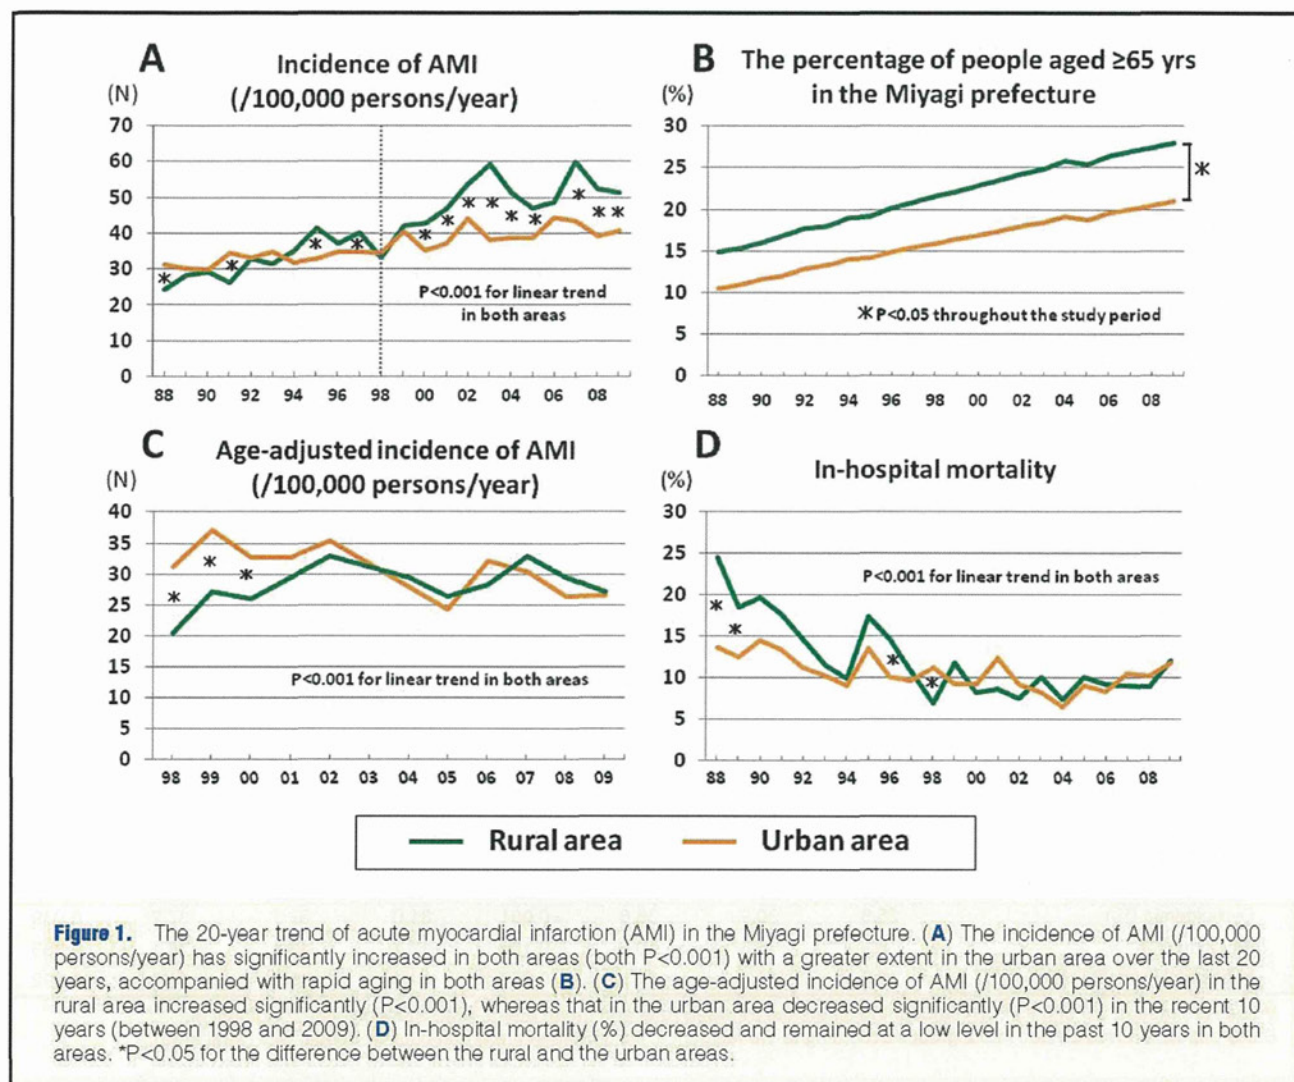 A
Incidence of AMI
(/100,000 persons/year)
(N)
70
60
50
40
30
20
10
0
P<0.001 for linear trend
in both areas
88 90 92 94 96 98 00 02 04 06 08
B
The percentage of people aged ≥65 yrs
in the Miyagi prefecture
(%)
30
25
20
15
10
5
0
*
* P<0.05 throughout the study period
88 90 92 94 96 98 00 02 04 06 08
C
Age-adjusted incidence of AMI
(/100,000 persons/year)
(N)
40
35
30
25
20
15
10
5
0
P<0.001 for linear trend in both areas
98 99 00 01 02 03 04 05 06 07 08 09
D
In-hospital mortality
(%)
30
25
20
15
10
5
0
P<0.001 for linear trend in both areas
88 90 92 94 96 98 00 02 04 06 08
Rural area Urban area
Figure 1. The 20-year trend of acute myocardial infarction (AMI) in the Miyagi prefecture. (A) The incidence of AMI (/100,000
persons/year) has significantly increased in both areas (both P<0.001) with a greater extent in the urban area over the last 20
years, accompanied with rapid aging in both areas (B). (C) The age-adjusted incidence of AMI (/100,000 persons/year) in the
rural area increased significantly (P<0.001), whereas that in the urban area decreased significantly (P<0.001) in the recent 10
years (between 1998 and 2009). (D) In-hospital mortality (%) decreased and remained at a low level in the past 10 years in both
areas. *P<0.05 for the difference between the rural and the urban areas.